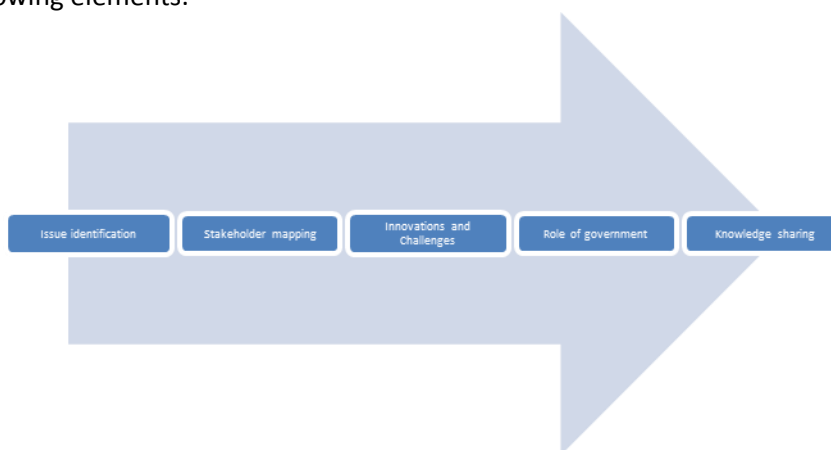 owing elements:
Issue identification
Stakeholder mapping
Innovations and
Challenges
Role of government
Knowledge sharing